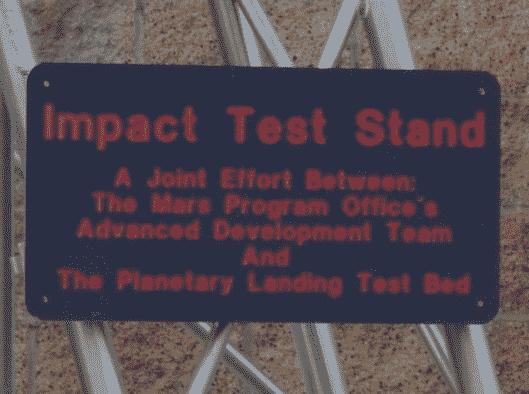 Impact Test Stand
A Joint Effort Between:
The Mars Program Office's
Advanced Development Team
And
The Planetary Landing Test Bed